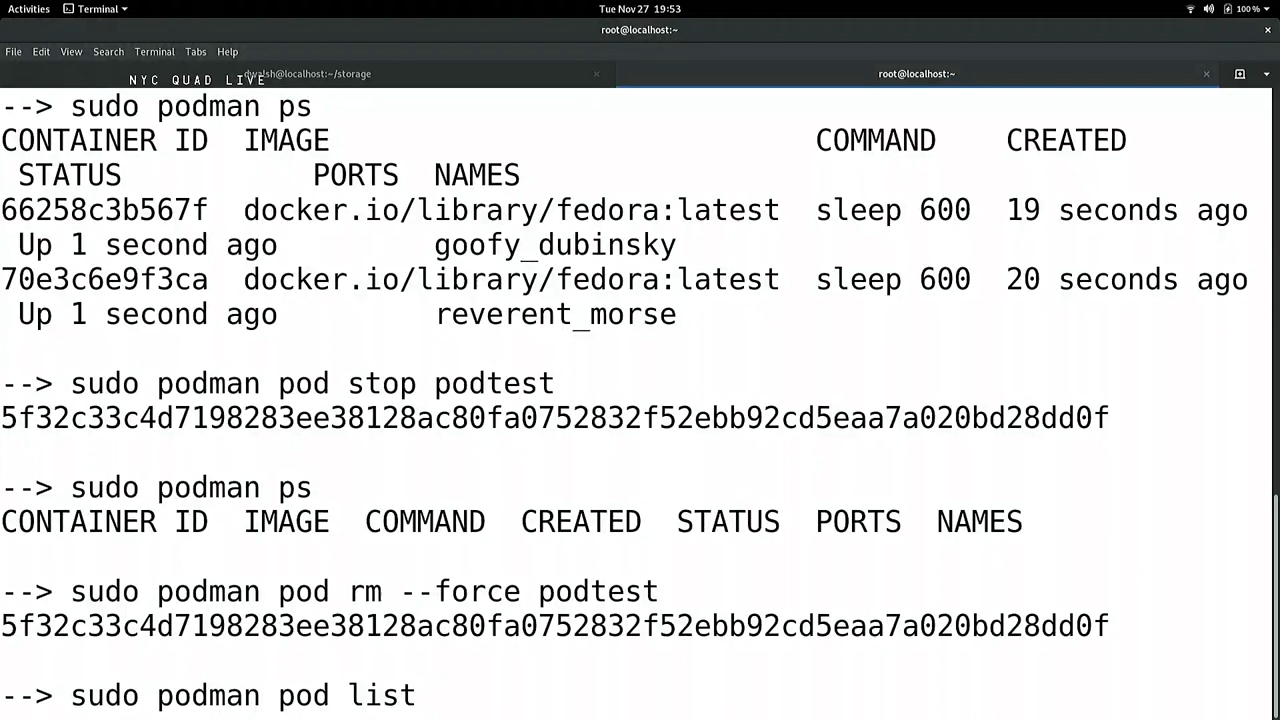 Activities Terminal Tue Nov 27 19:53 100 %
root@localhost:~
File Edit View Search Terminal Tabs Help
NYC QUAD LIVE
dwalsh@localhost:~/storage root@localhost:~
--> sudo podman ps
CONTAINER ID IMAGE COMMAND CREATED
STATUS PORTS NAMES
66258c3b567f docker.io/library/fedora:latest sleep 600 19 seconds ago
Up 1 second ago goofy_dubinsky
70e3c6e9f3ca docker.io/library/fedora:latest sleep 600 20 seconds ago
Up 1 second ago reverent_morse
--> sudo podman pod stop podtest
5f32c33c4d7198283ee38128ac80fa0752832f52ebb92cd5eaa7a020bd28dd0f
--> sudo podman ps
CONTAINER ID IMAGE COMMAND CREATED STATUS PORTS NAMES
--> sudo podman pod rm --force podtest
5f32c33c4d7198283ee38128ac80fa0752832f52ebb92cd5eaa7a020bd28dd0f
--> sudo podman pod list